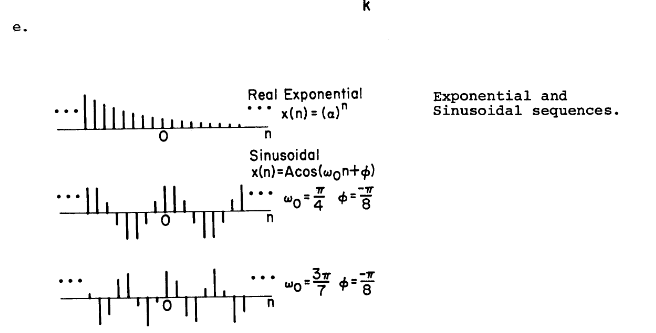 k
e.
Real Exponential
••• ••• x(n) = (α)ⁿ
0 n
Exponential and
Sinusoidal sequences.
Sinusoidal
x(n)=Acos(ω₀n+ϕ)
••• ••• ω₀ = π/4 ϕ = -π/8
0 n
••• ••• ω₀ = 3π/7 ϕ = -π/8
0 n